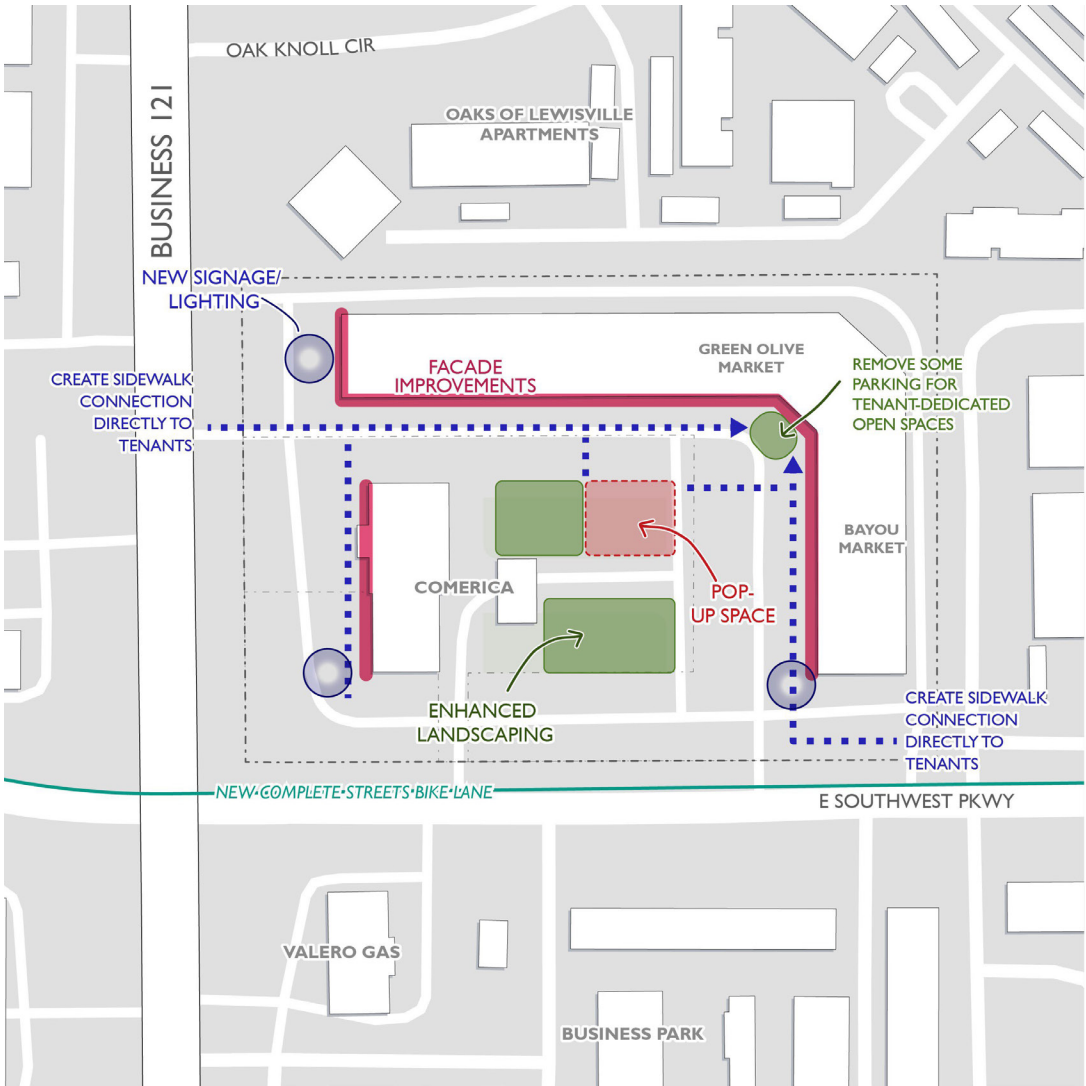 OAK KNOLL CIR
BUSINESS 121
OAKS OF LEWISVILLE
APARTMENTS
NEW SIGNAGE/
LIGHTING
GREEN OLIVE
MARKET
FACADE
IMPROVEMENTS
REMOVE SOME
PARKING FOR
TENANT-DEDICATED
OPEN SPACES
CREATE SIDEWALK
CONNECTION
DIRECTLY TO
TENANTS
BAYOU
MARKET
COMERICA
POP-
UP SPACE
ENHANCED
LANDSCAPING
CREATE SIDEWALK
CONNECTION
DIRECTLY TO
TENANTS
NEW COMPLETE STREETS BIKE LANE
E SOUTHWEST PKWY
VALERO GAS
BUSINESS PARK